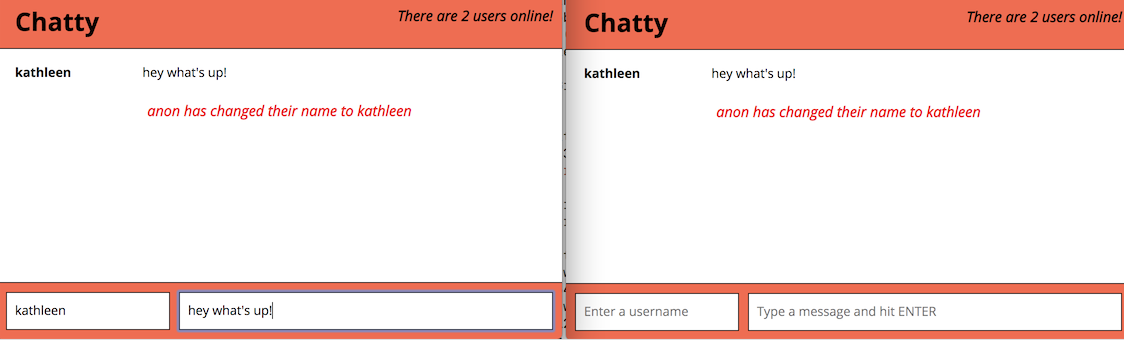 Chatty
There are 2 users online!
kathleen hey what's up!
anon has changed their name to kathleen
kathleen hey what's up!
Chatty
There are 2 users online!
kathleen hey what's up!
anon has changed their name to kathleen
Enter a username Type a message and hit ENTER